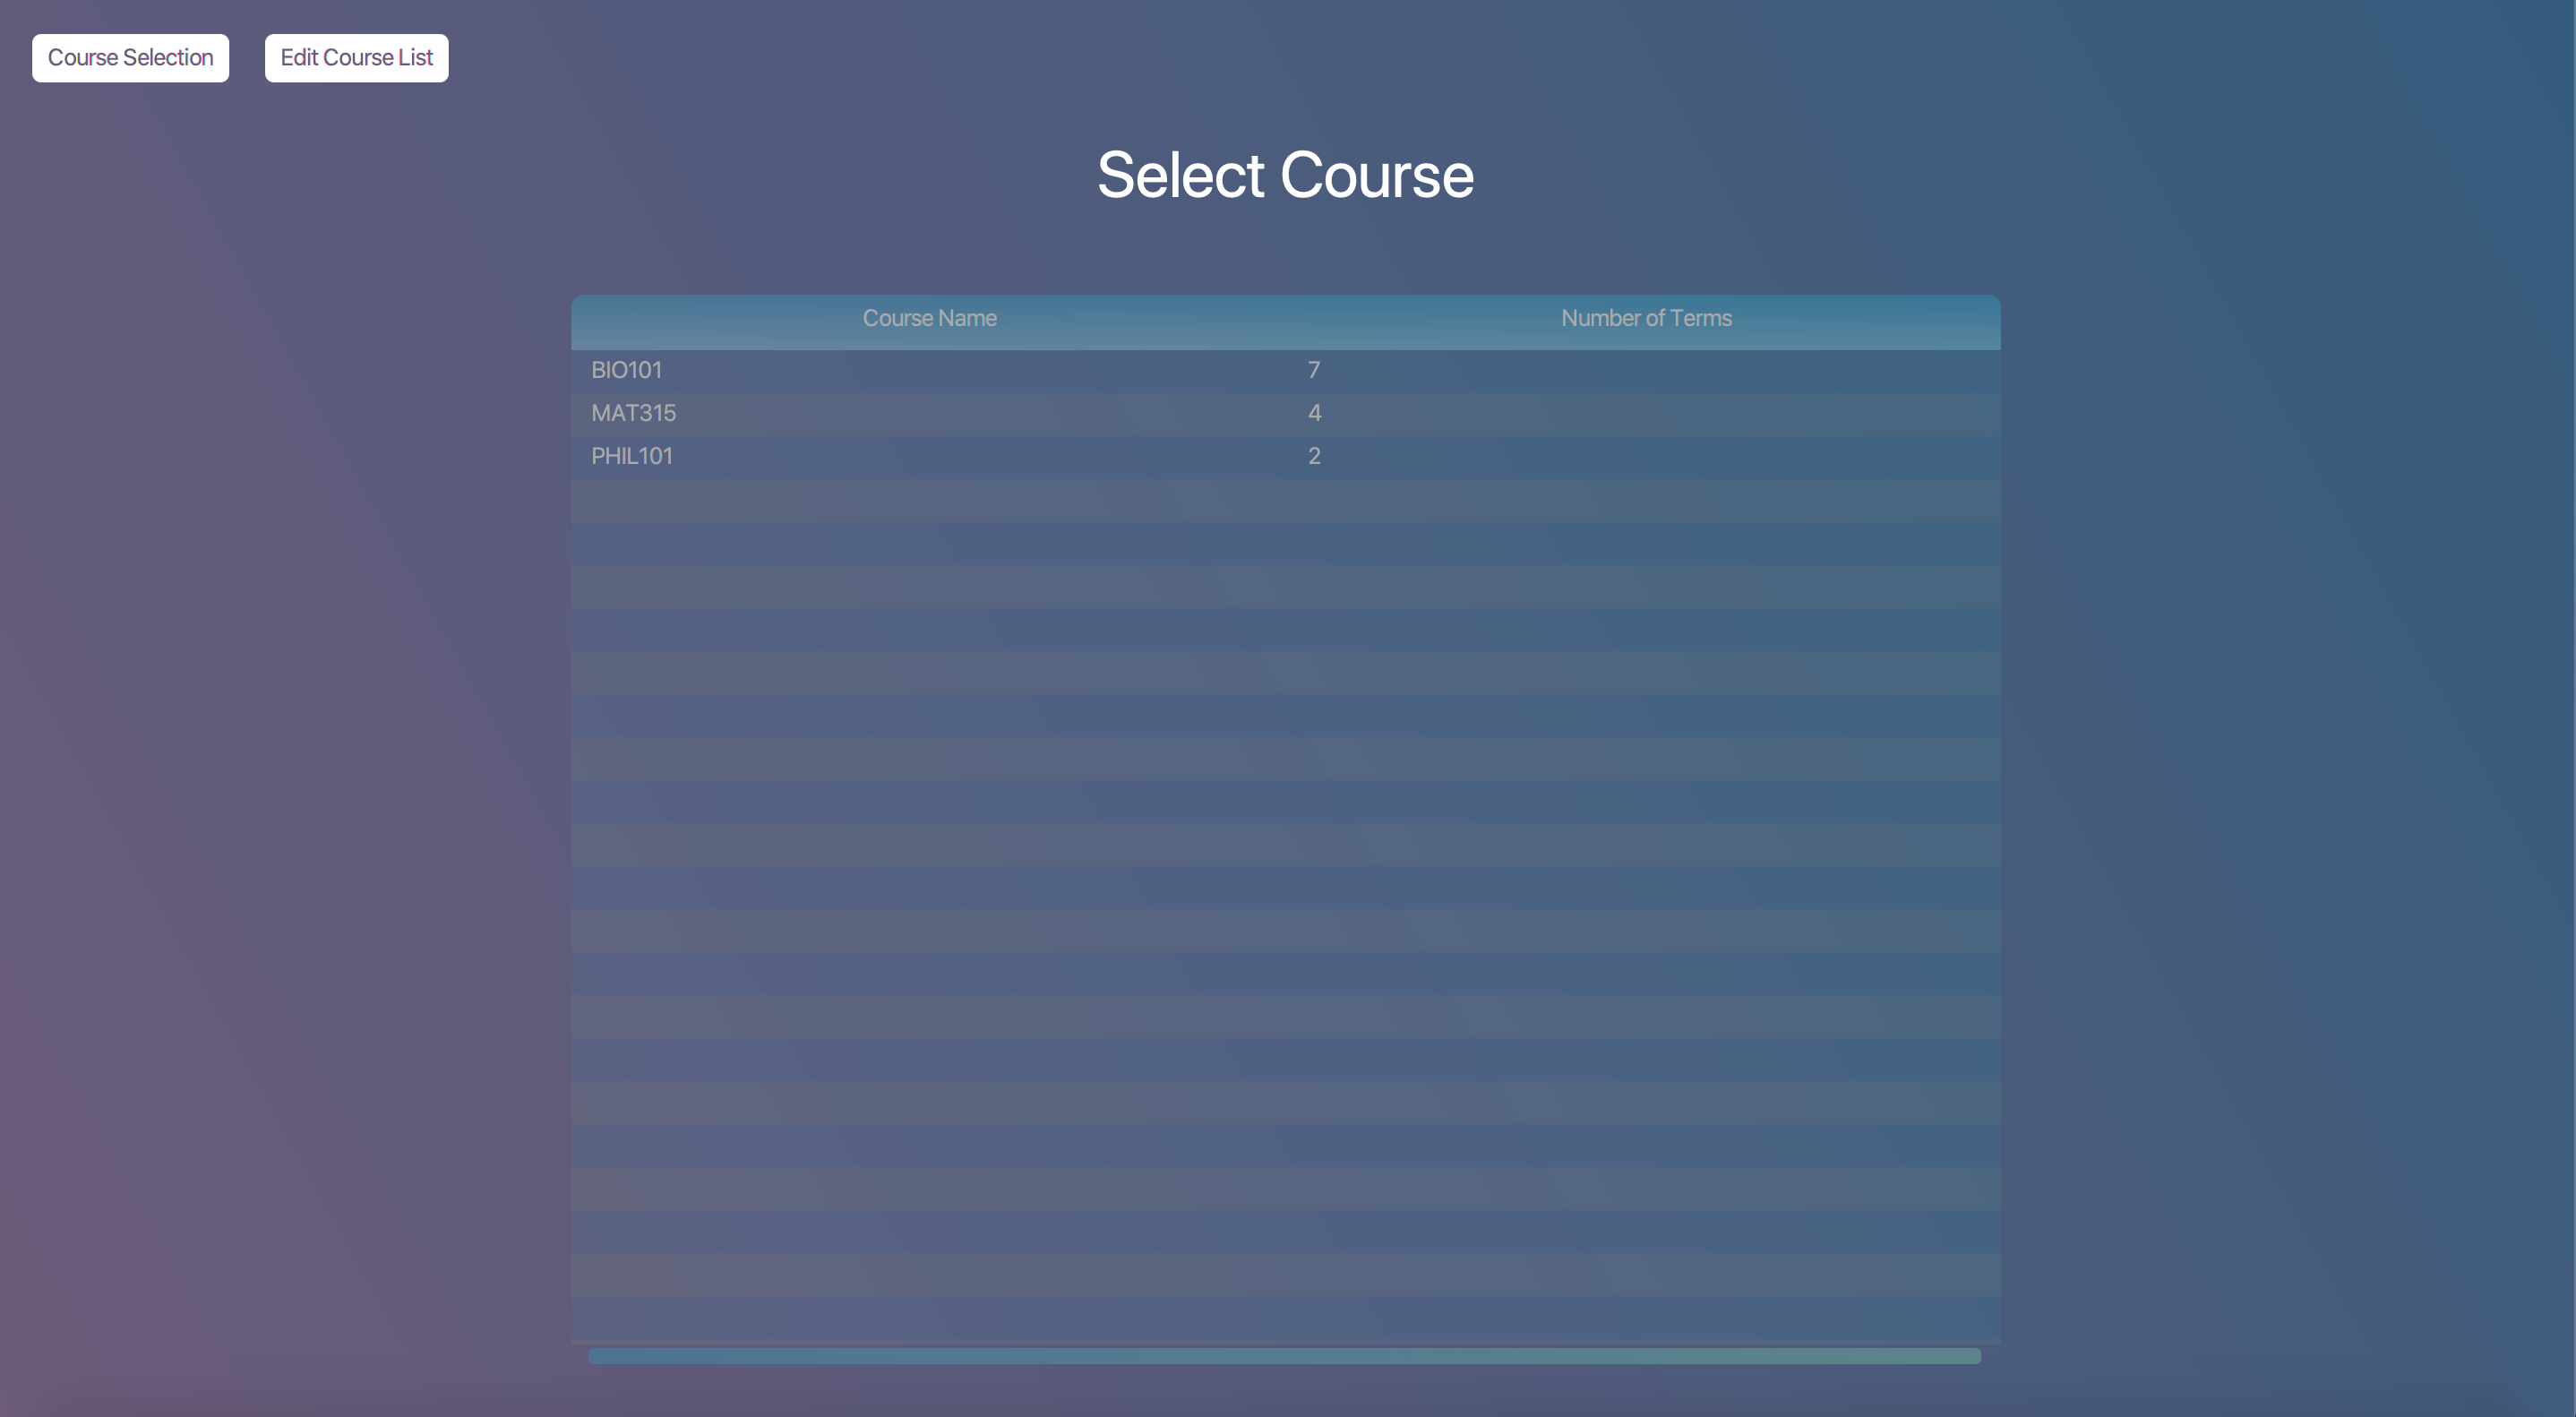 Course Selection Edit Course List
Select Course
Course Name Number of Terms
BIO101 7
MAT315 4
PHIL101 2